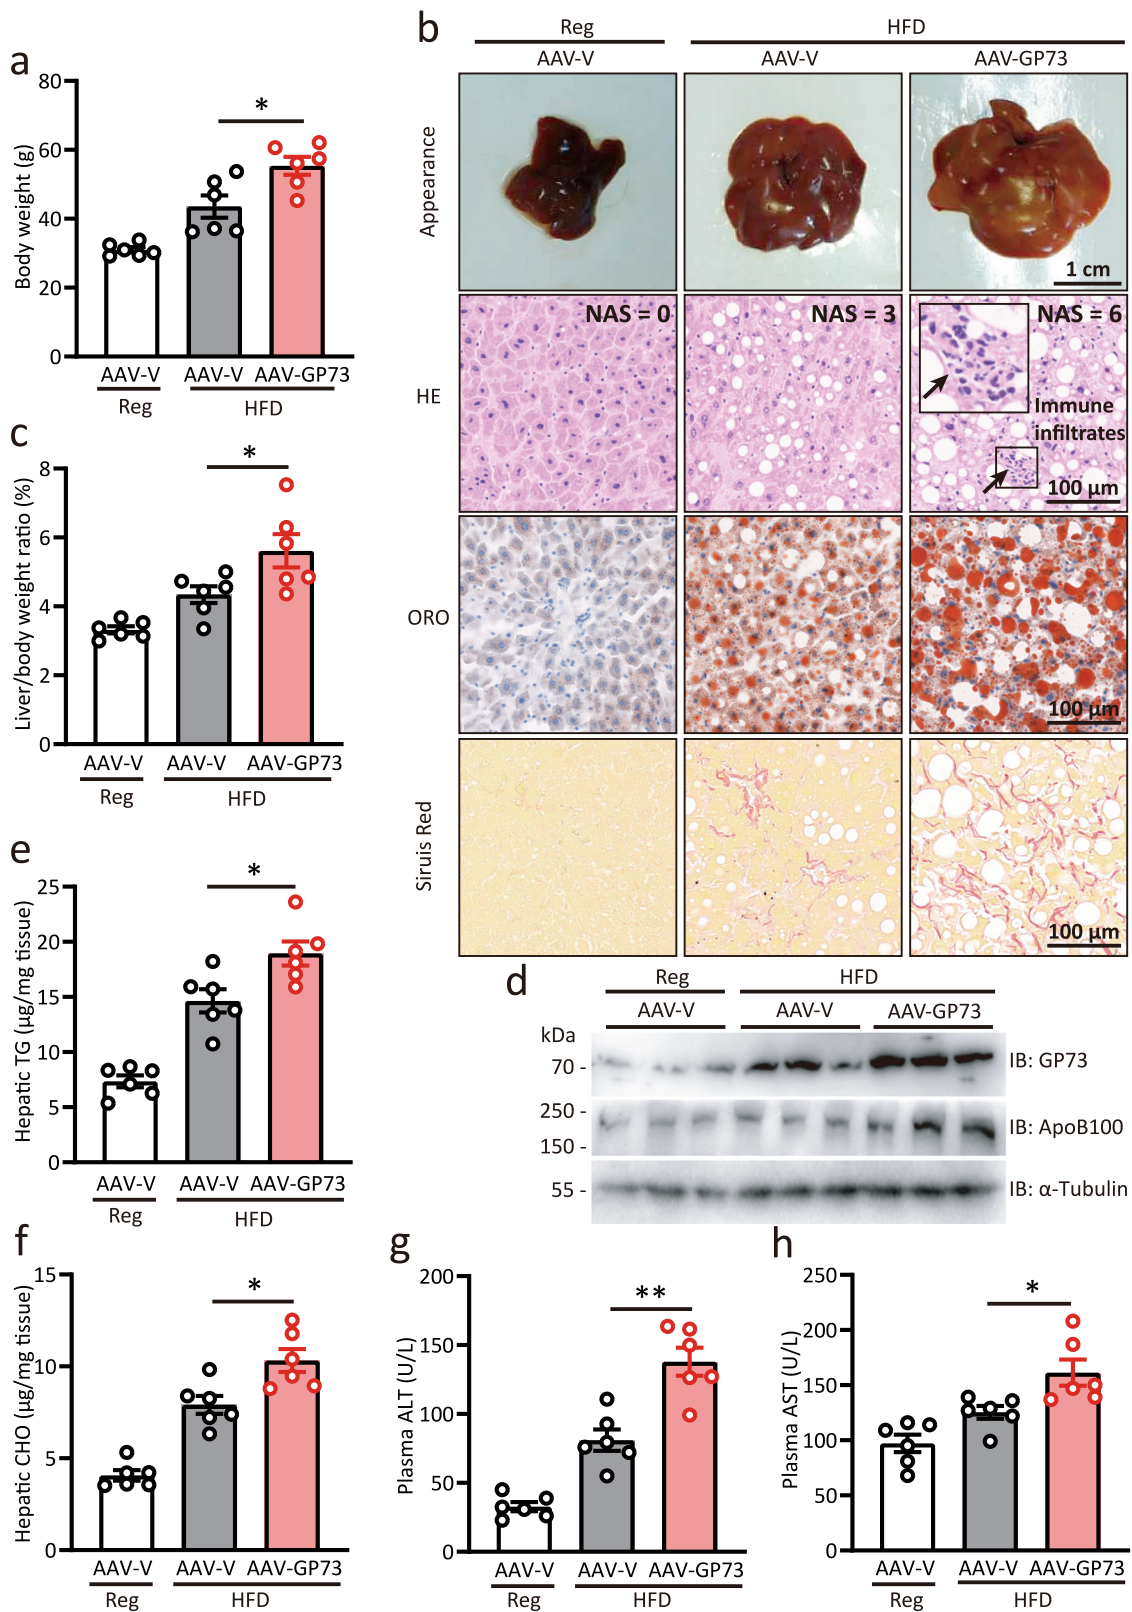 a
Body weight (g)
80
60
40
20
0
*
AAV-V
AAV-V
AAV-GP73
Reg
HFD
b
Reg
HFD
AAV-V
AAV-V
AAV-GP73
Appearance
1 cm
HE
NAS = 0
NAS = 3
NAS = 6
Immune
infiltrates
100 µm
ORO
100 µm
Siruis Red
100 µm
c
Liver/body weight ratio (%)
8
6
4
2
0
*
AAV-V
AAV-V
AAV-GP73
Reg
HFD
d
Reg
HFD
AAV-V
AAV-V
AAV-GP73
kDa
70 -
IB: GP73
250 -
150 -
IB: ApoB100
55 -
IB: α-Tubulin
e
Hepatic TG (µg/mg tissue)
25
20
15
10
5
0
*
AAV-V
AAV-V
AAV-GP73
Reg
HFD
f
Hepatic CHO (µg/mg tissue)
15
10
5
0
*
AAV-V
AAV-V
AAV-GP73
Reg
HFD
g
Plasma ALT (U/L)
200
150
100
50
0
**
AAV-V
AAV-V
AAV-GP73
Reg
HFD
h
Plasma AST (U/L)
250
200
150
100
50
0
*
AAV-V
AAV-V
AAV-GP73
Reg
HFD